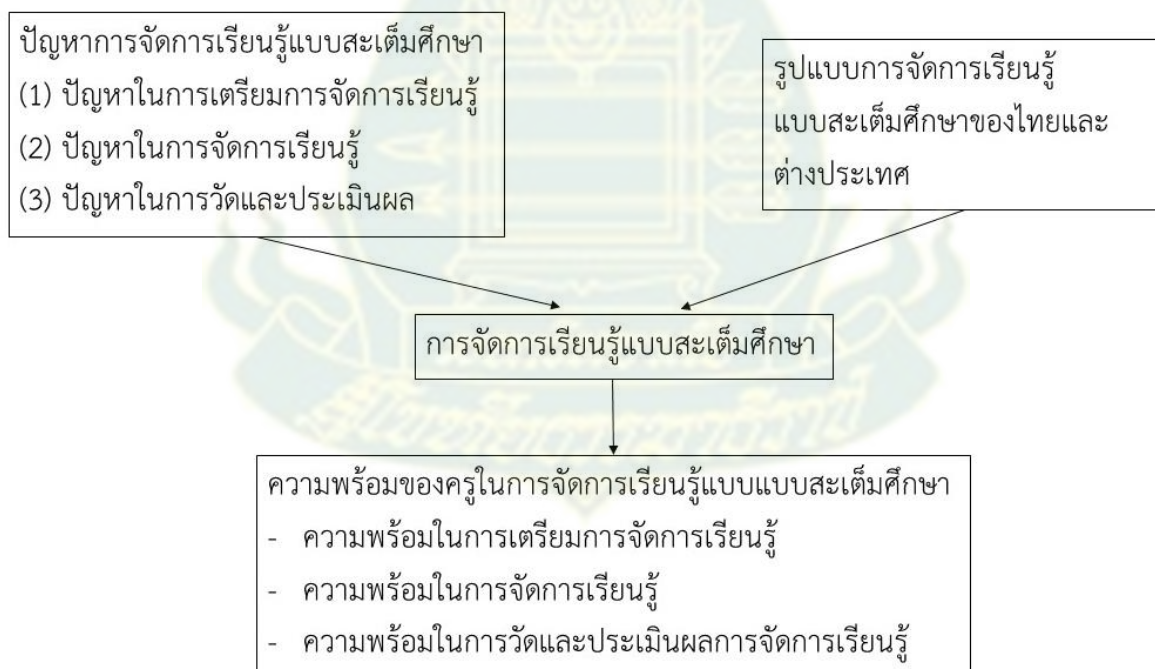 ปัญหาการจัดการเรียนรู้แบบสะเต็มศึกษา
(1) ปัญหาในการเตรียมการจัดการเรียนรู้
(2) ปัญหาในการจัดการเรียนรู้
(3) ปัญหาในการวัดและประเมินผล
รูปแบบการจัดการเรียนรู้
แบบสะเต็มศึกษาของไทยและ
ต่างประเทศ
การจัดการเรียนรู้แบบสะเต็มศึกษา
ความพร้อมของครูในการจัดการเรียนรู้แบบแบบสะเต็มศึกษา
- ความพร้อมในการเตรียมการจัดการเรียนรู้
- ความพร้อมในการจัดการเรียนรู้
- ความพร้อมในการวัดและประเมินผลการจัดการเรียนรู้